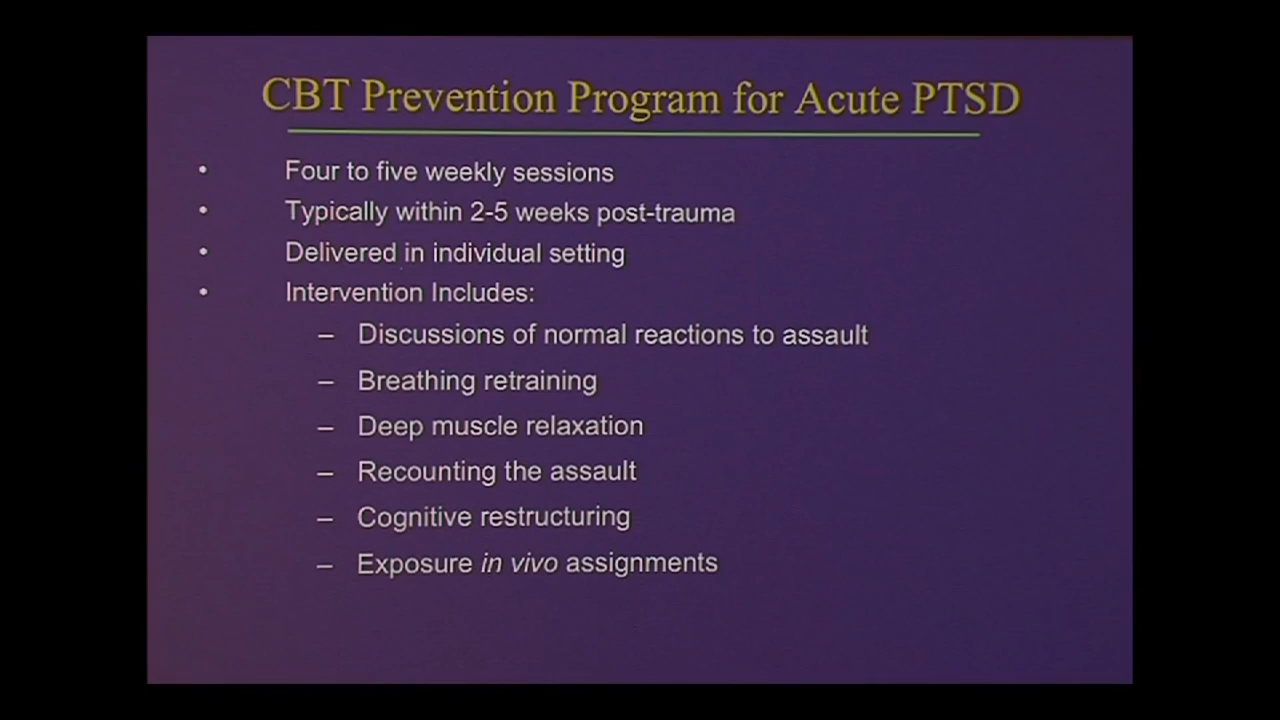 CBT Prevention Program for Acute PTSD
• Four to five weekly sessions
• Typically within 2-5 weeks post-trauma
• Delivered in individual setting
• Intervention Includes:
– Discussions of normal reactions to assault
– Breathing retraining
– Deep muscle relaxation
– Recounting the assault
– Cognitive restructuring
– Exposure in vivo assignments